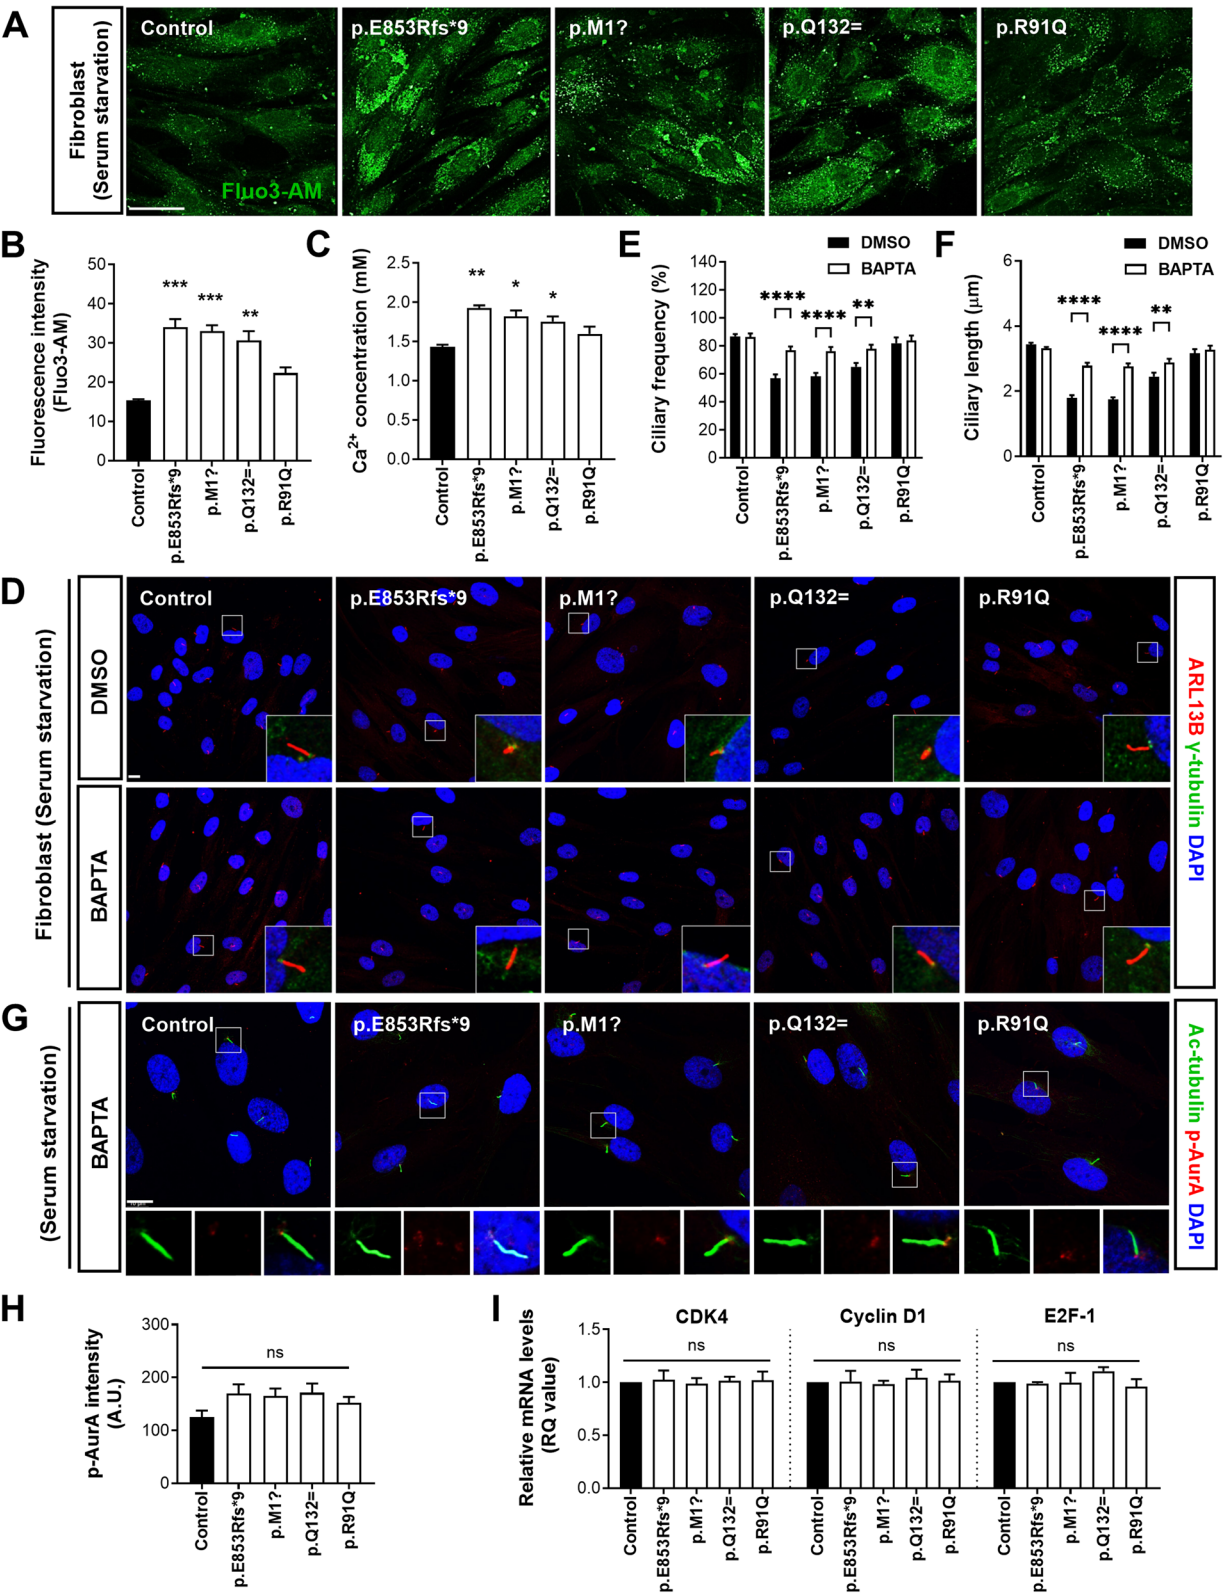 A
Fibroblast
(Serum starvation)
Control
p.E853Rfs*9
p.M1?
p.Q132=
p.R91Q
Fluo3-AM
B
Fluorescence intensity
(Fluo3-AM)
50
40
30
20
10
0
***
***
**
Control
p.E853Rfs*9
p.M1?
p.Q132=
p.R91Q
C
Ca2+ concentration (mM)
2.5
2.0
1.5
1.0
0.5
0.0
**
*
*
Control
p.E853Rfs*9
p.M1?
p.Q132=
p.R91Q
E
DMSO
BAPTA
Ciliary frequency (%)
140
120
100
80
60
40
20
0
****
****
**
Control
p.E853Rfs*9
p.M1?
p.Q132=
p.R91Q
F
DMSO
BAPTA
Ciliary length (μm)
6
4
2
0
****
****
**
Control
p.E853Rfs*9
p.M1?
p.Q132=
p.R91Q
D
Fibroblast (Serum starvation)
DMSO
BAPTA
Control
p.E853Rfs*9
p.M1?
p.Q132=
p.R91Q
ARL13B γ-tubulin DAPI
G
(Serum starvation)
BAPTA
Control
p.E853Rfs*9
p.M1?
p.Q132=
p.R91Q
Ac-tubulin p-AurA DAPI
H
p-AurA intensity
(A.U.)
300
200
100
0
ns
Control
p.E853Rfs*9
p.M1?
p.Q132=
p.R91Q
I
Relative mRNA levels
(RQ value)
1.5
1.0
0.5
0.0
CDK4
Cyclin D1
E2F-1
ns
ns
ns
Control
p.E853Rfs*9
p.M1?
p.Q132=
p.R91Q
Control
p.E853Rfs*9
p.M1?
p.Q132=
p.R91Q
Control
p.E853Rfs*9
p.M1?
p.Q132=
p.R91Q